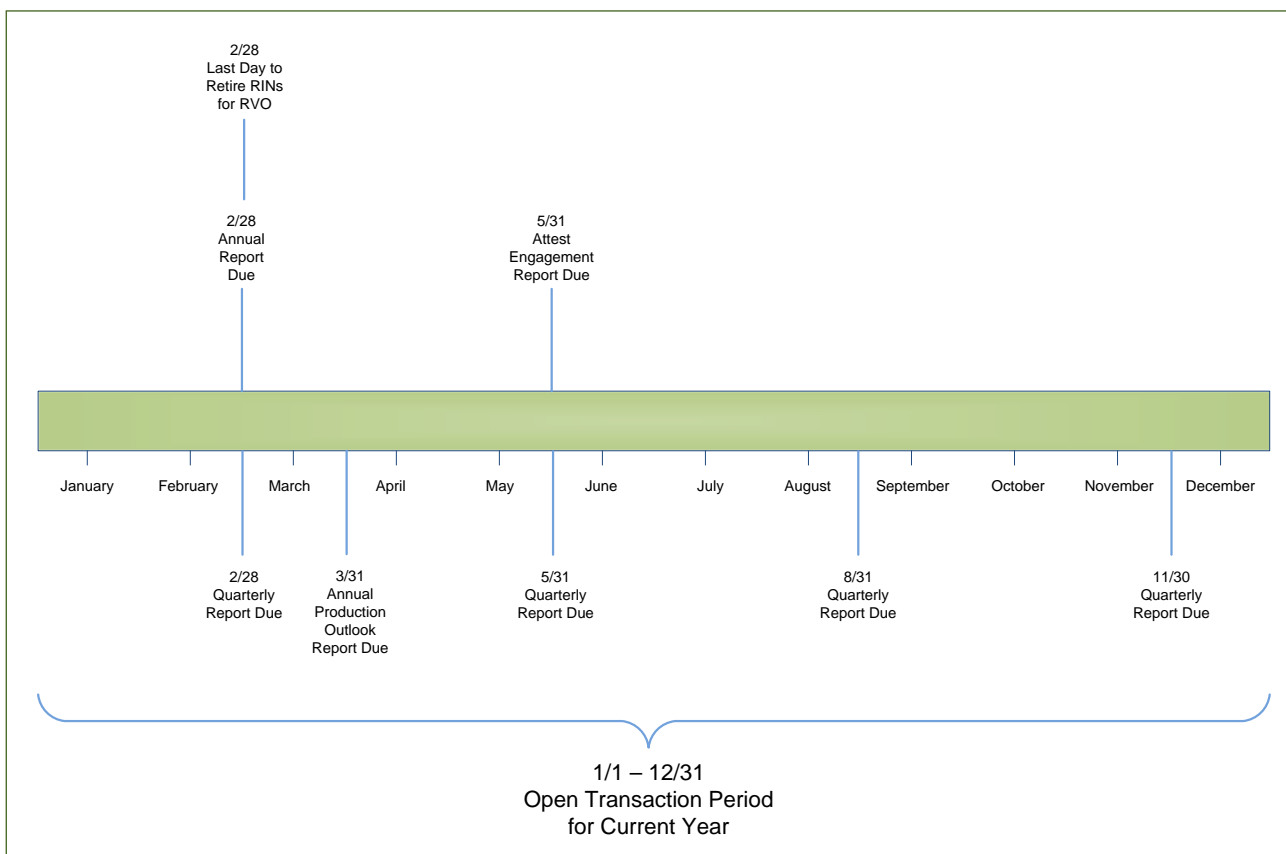 2/28
Last Day to
Retire RINs
for RVO
2/28
Annual
Report
Due
5/31
Attest
Engagement
Report Due
January
February
March
April
May
June
July
August
September
October
November
December
2/28
Quarterly
Report Due
3/31
Annual
Production
Outlook
Report Due
5/31
Quarterly
Report Due
8/31
Quarterly
Report Due
11/30
Quarterly
Report Due
1/1 – 12/31
Open Transaction Period
for Current Year